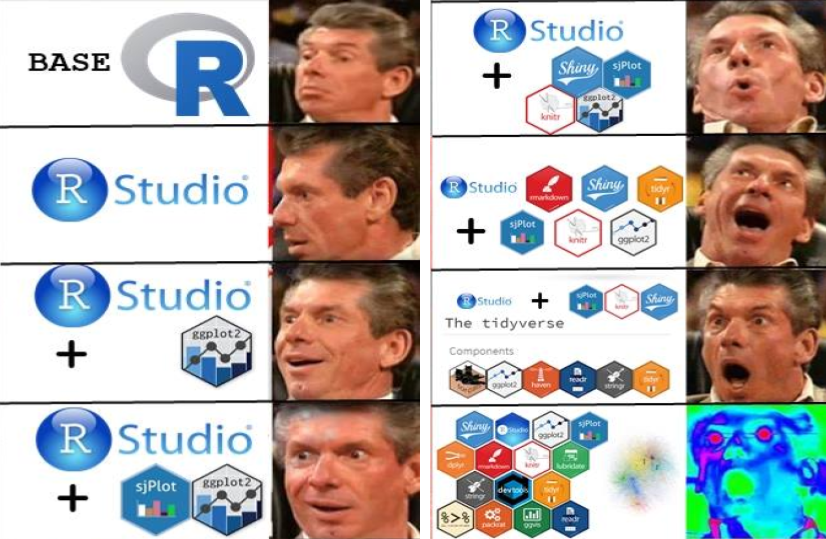 BASE R
R Studio
R Studio
+
ggplot2
R Studio
+
sjPlot
ggplot2
R Studio
+
Shiny
sjPlot
knitr
ggplot2
R Studio
rmarkdown
Shiny
tidyr
+
sjPlot
knitr
ggplot2
R Studio
+
sjPlot
knitr
Shiny
The tidyverse
Components
ggplot2
haven
readr
stringr
tidyr
Shiny
R Studio
ggplot2
sjPlot
dplyr
rmarkdown
knitr
lubridate
stringr
devtools
tidyr
%>%
packrat
ggvis
readr